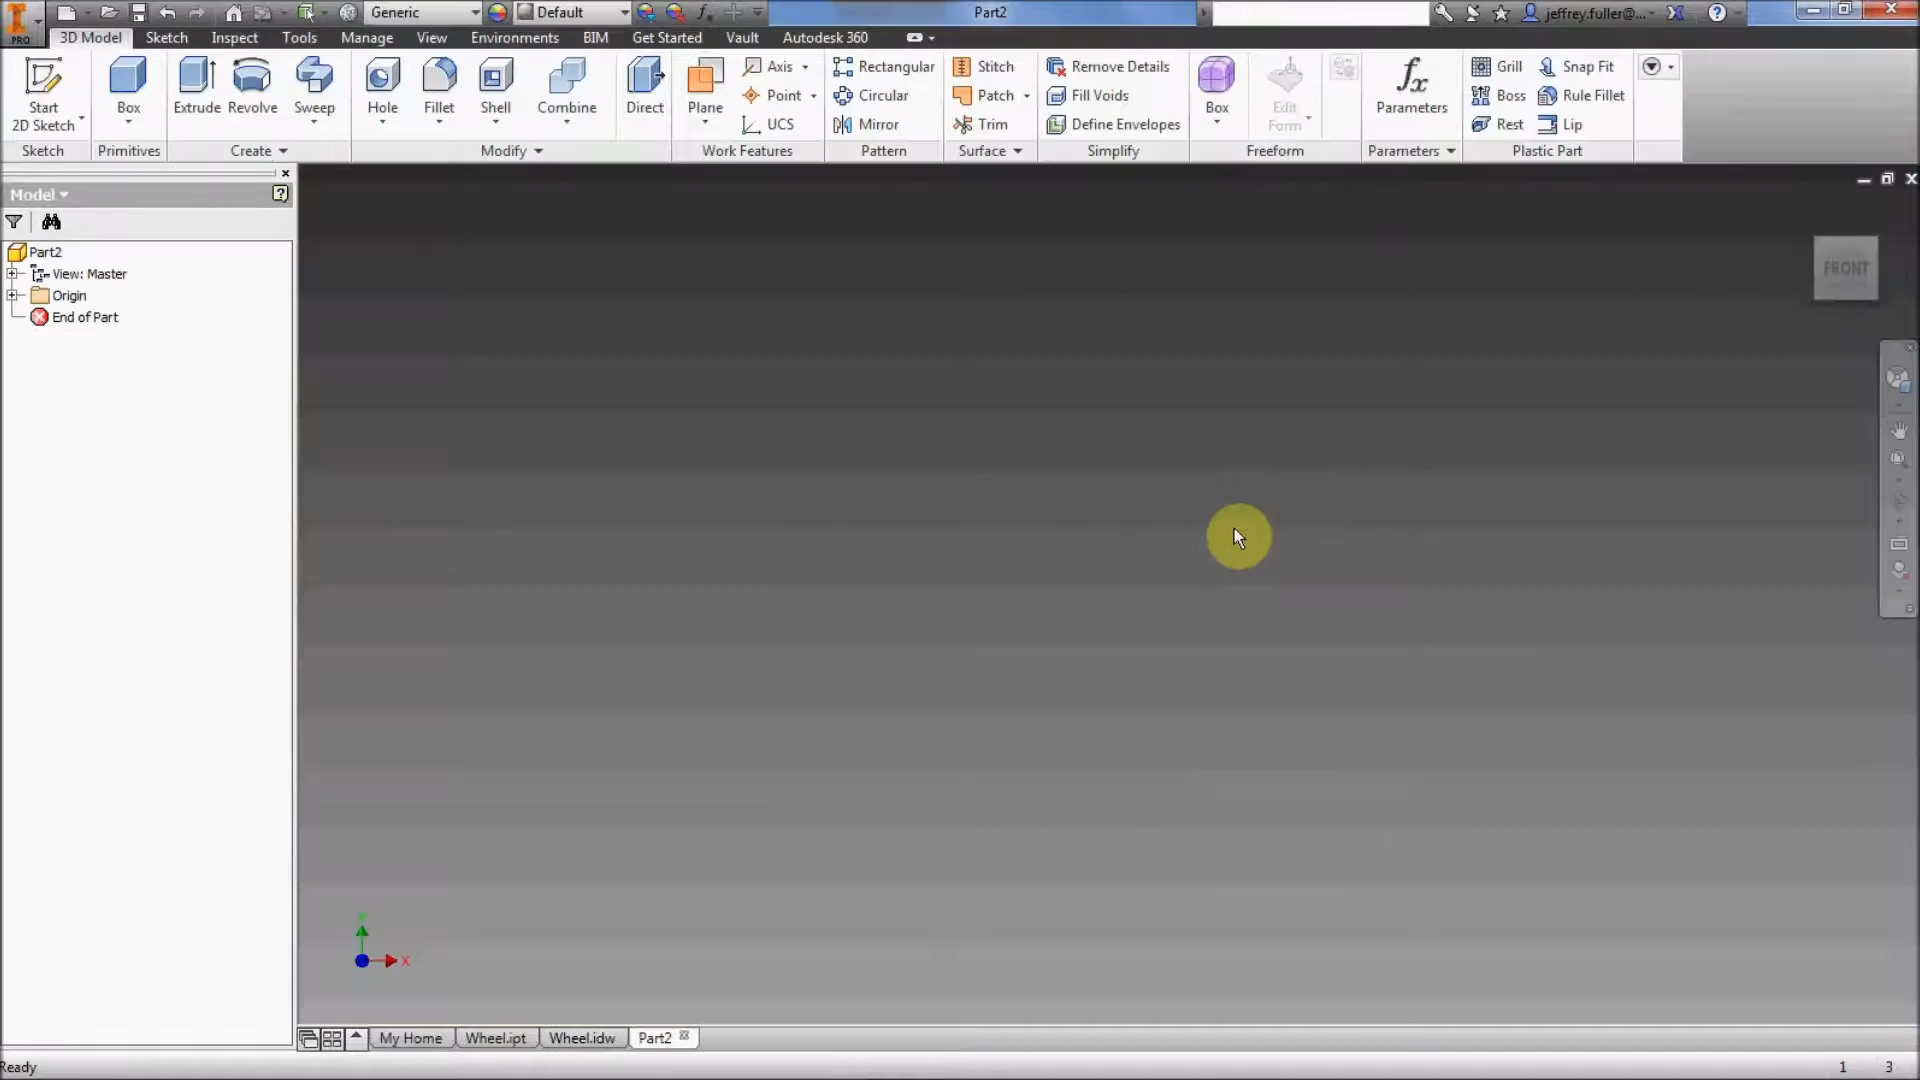 PRO
Generic
Default
Part2
jeffrey.fuller@...
3D Model Sketch Inspect Tools Manage View Environments BIM Get Started Vault Autodesk 360
Start
2D Sketch
Sketch
Box
Primitives
Extrude Revolve Sweep
Create
Hole Fillet Shell Combine Direct
Modify
Plane
Axis
Point
UCS
Work Features
Rectangular
Circular
Mirror
Pattern
Stitch
Patch
Trim
Surface
Remove Details
Fill Voids
Define Envelopes
Simplify
Box
Edit
Form
Freeform
fx
Parameters
Parameters
Grill
Boss
Rest
Snap Fit
Rule Fillet
Lip
Plastic Part
Model
Part2
View: Master
Origin
End of Part
FRONT
Y
X
My Home Wheel.ipt Wheel.idw Part2
Ready
1 3